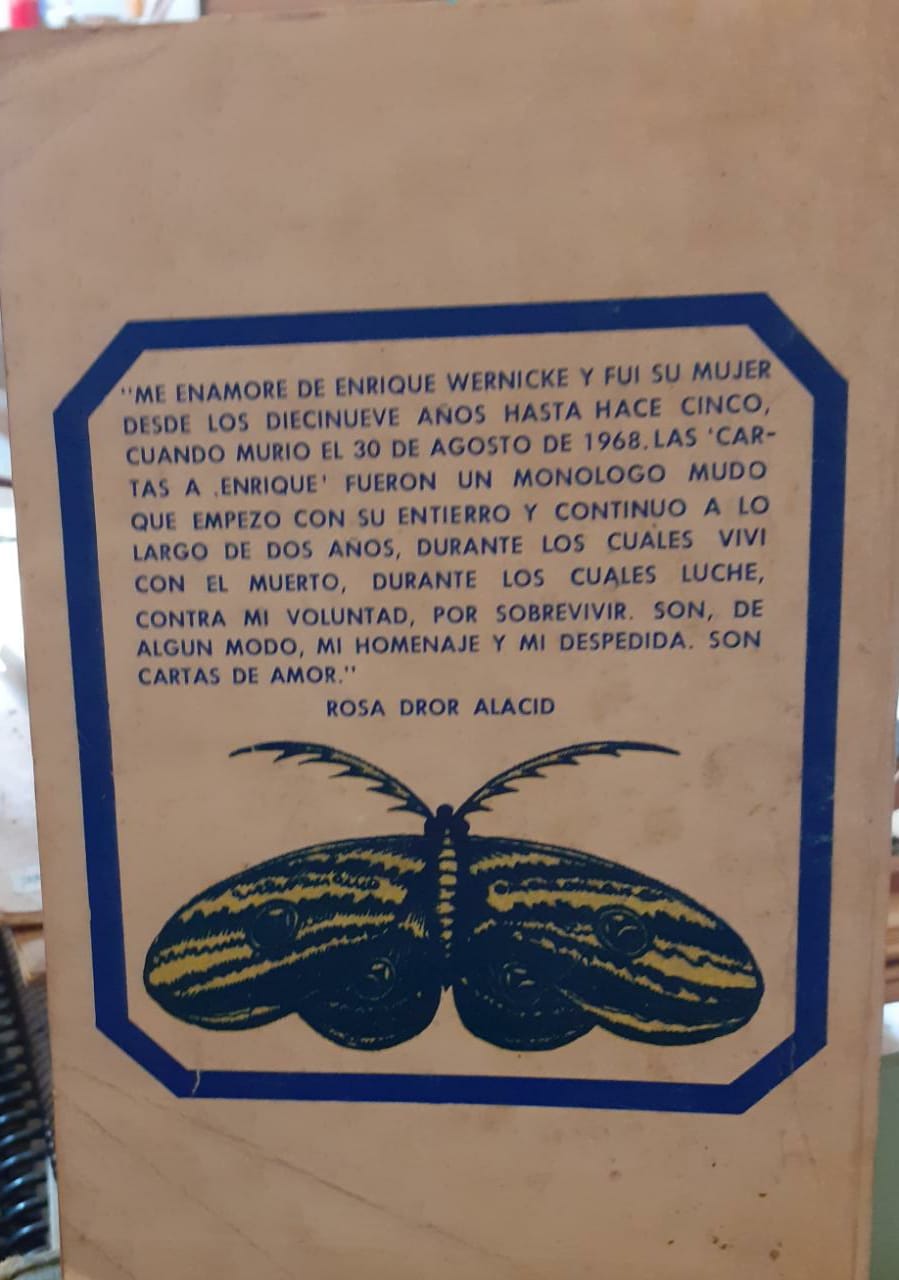 "ME ENAMORE DE ENRIQUE WERNICKE Y FUI SU MUJER
DESDE LOS DIECINUEVE AÑOS HASTA HACE CINCO,
CUANDO MURIO EL 30 DE AGOSTO DE 1968. LAS 'CAR-
TAS A ,ENRIQUE' FUERON UN MONOLOGO MUDO
QUE EMPEZO CON SU ENTIERRO Y CONTINUO A LO
LARGO DE DOS AÑOS, DURANTE LOS CUALES VIVI
CON EL MUERTO, DURANTE LOS CUALES LUCHE,
CONTRA MI VOLUNTAD, POR SOBREVIVIR. SON, DE
ALGUN MODO, MI HOMENAJE Y MI DESPEDIDA. SON
CARTAS DE AMOR."
ROSA DROR ALACID